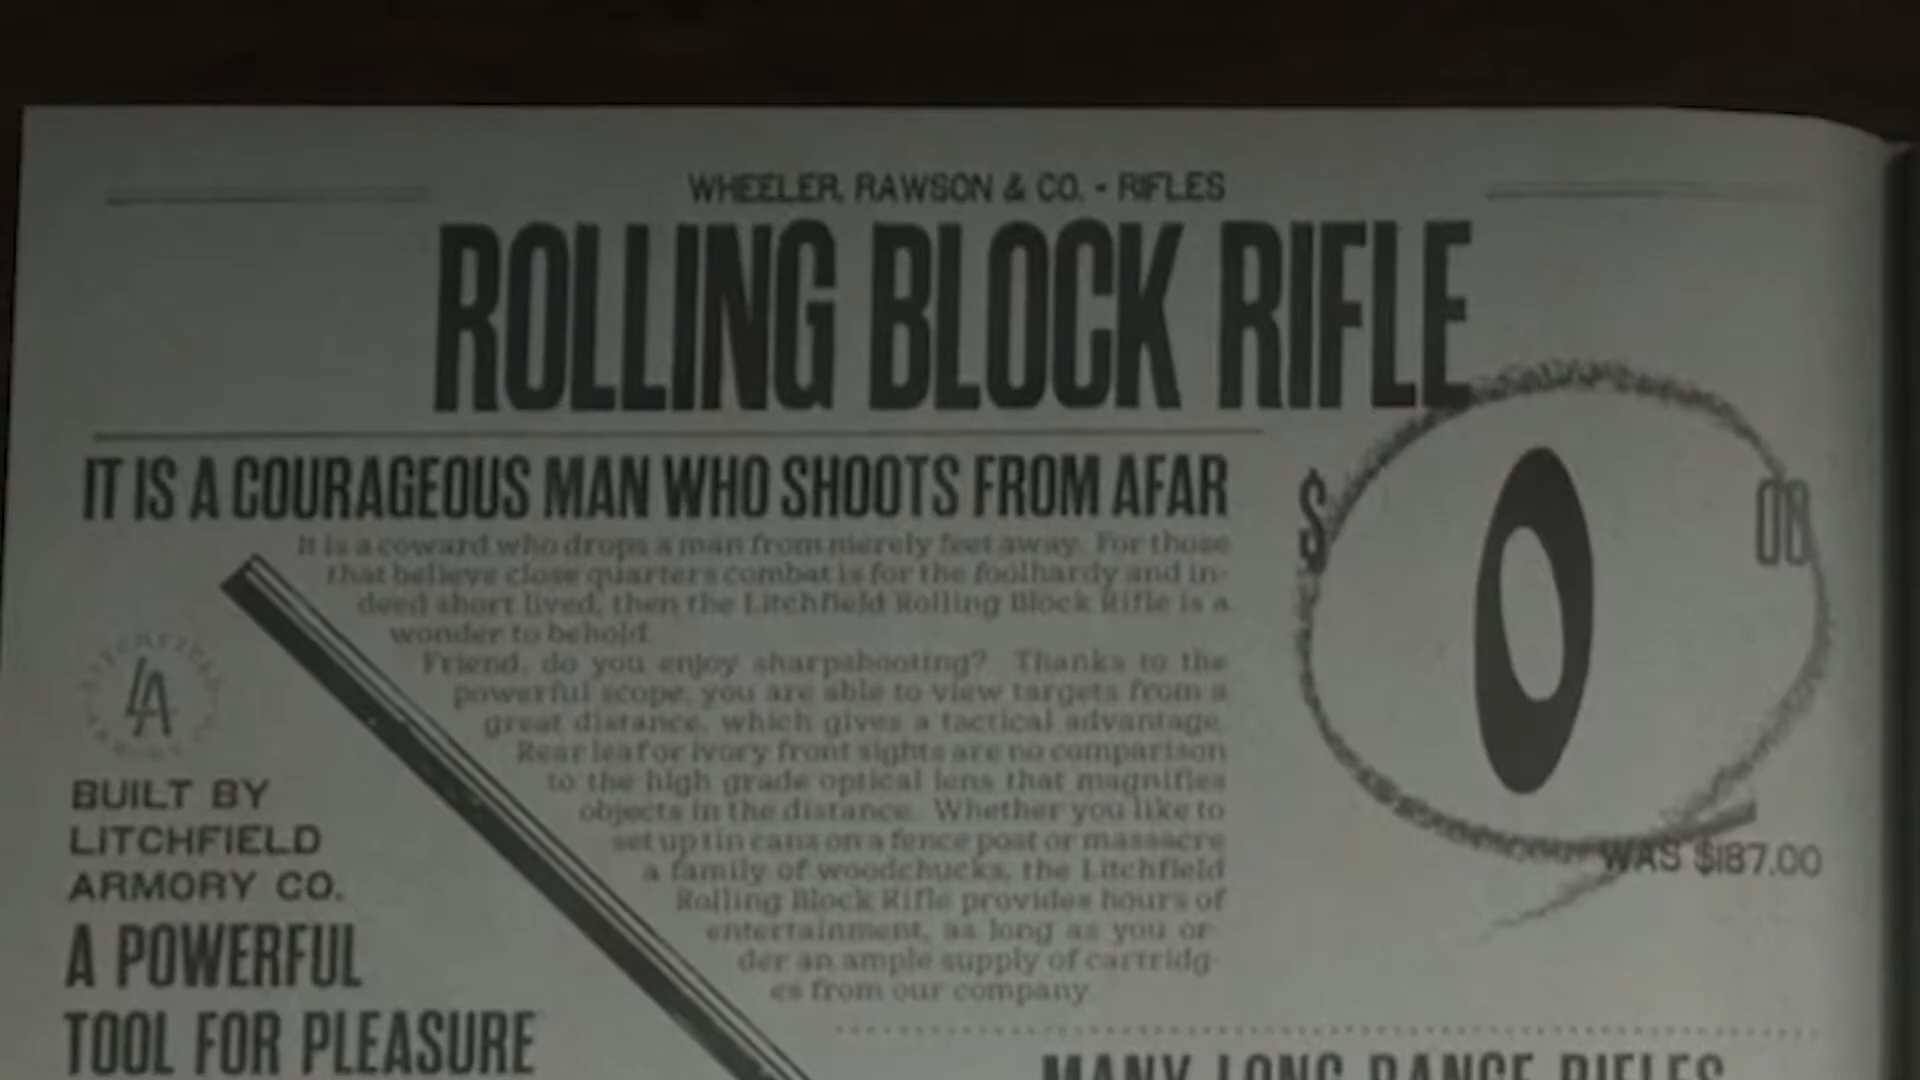 WHEELER, RAWSON & CO. - RIFLES
ROLLING BLOCK RIFLE
IT IS A COURAGEOUS MAN WHO SHOOTS FROM AFAR
It is a coward who drops a man from merely feet away. For those
that believe close quarters combat is for the foolhardy and in-
deed short lived, then the Litchfield Rolling Block Rifle is a
wonder to behold.
Friend, do you enjoy sharpshooting? Thanks to the
powerful scope, you are able to view targets from a
great distance, which gives a tactical advantage.
Rear leaf or ivory front sights are no comparison
to the high grade optical lens that magnifies
objects in the distance. Whether you like to
set up tin cans on a fence post or massacre
a family of woodchucks, the Litchfield
Rolling Block Rifle provides hours of
entertainment, as long as you or-
der an ample supply of cartridg-
es from our company.
$ 0
WAS $187.00
LA
BUILT BY
LITCHFIELD
ARMORY CO.
A POWERFUL
TOOL FOR PLEASURE
MANY LONG RANGE RIFLES